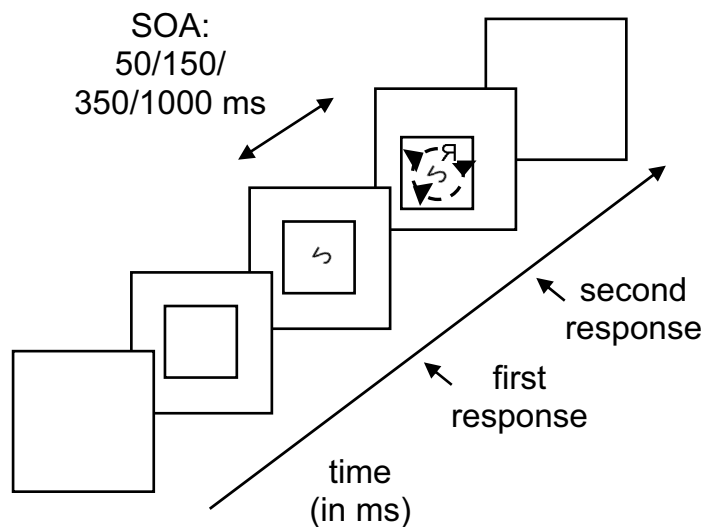 SOA:
50/150/
350/1000 ms
Я
second
response
first
response
time
(in ms)